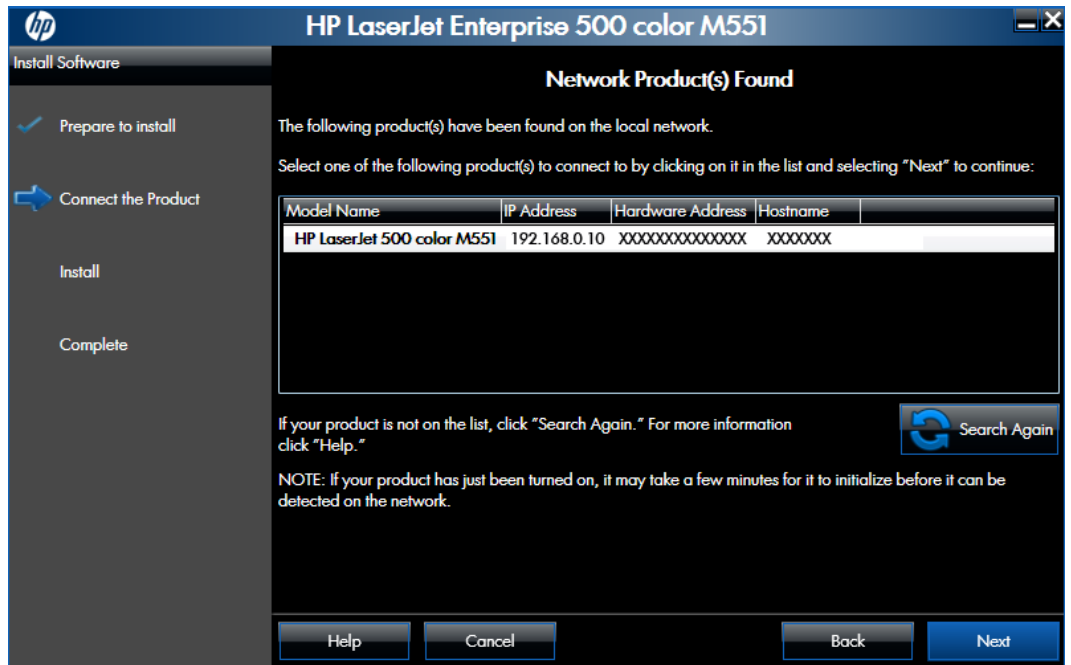 hp
HP LaserJet Enterprise 500 color M551
Install Software
Prepare to install
Connect the Product
Install
Complete
Network Product(s) Found
The following product(s) have been found on the local network.
Select one of the following product(s) to connect to by clicking on it in the list and selecting "Next" to continue:
Model Name IP Address Hardware Address Hostname
HP LaserJet 500 color M551 192.168.0.10 XXXXXXXXXXXXXX XXXXXXX
If your product is not on the list, click "Search Again." For more information
click "Help."
Search Again
NOTE: If your product has just been turned on, it may take a few minutes for it to initialize before it can be
detected on the network.
Help Cancel Back Next